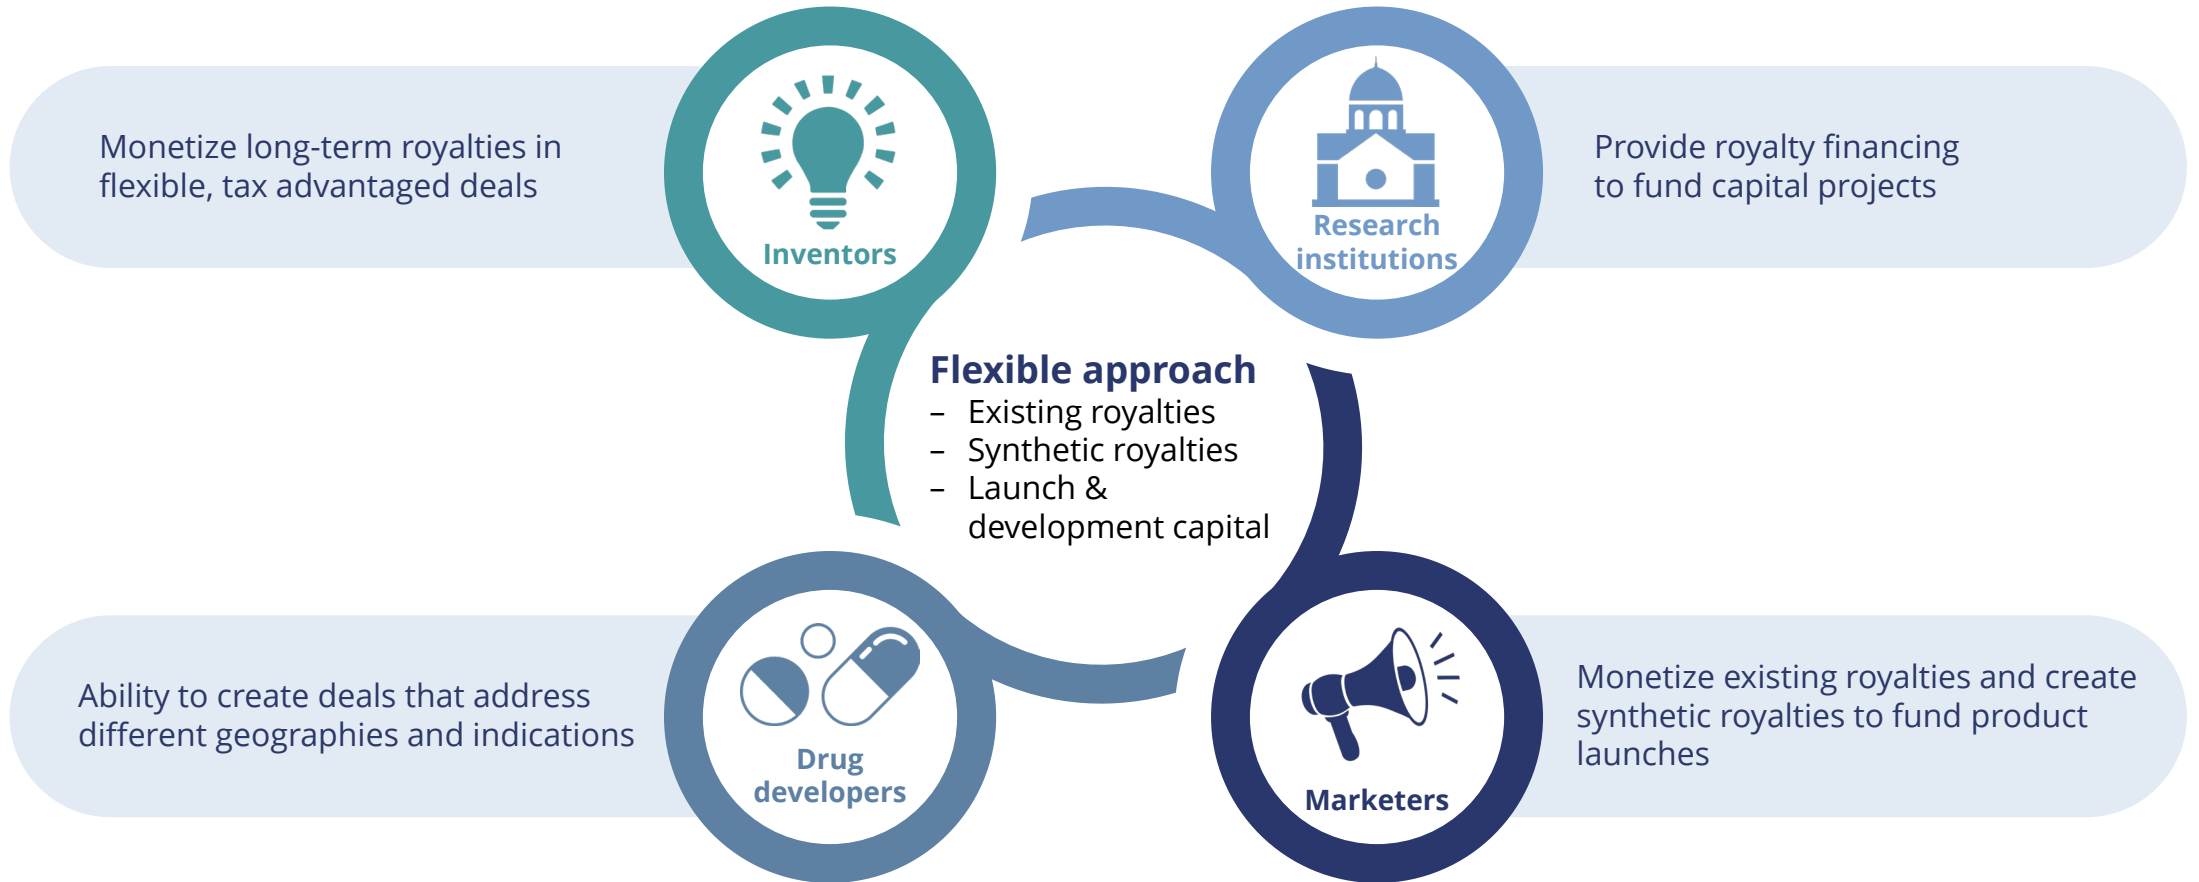 Monetize long-term royalties in
flexible, tax advantaged deals
Inventors
Research
institutions
Provide royalty financing
to fund capital projects
Flexible approach
– Existing royalties
– Synthetic royalties
– Launch &
development capital
Ability to create deals that address
different geographies and indications
Drug
developers
Marketers
Monetize existing royalties and create
synthetic royalties to fund product
launches